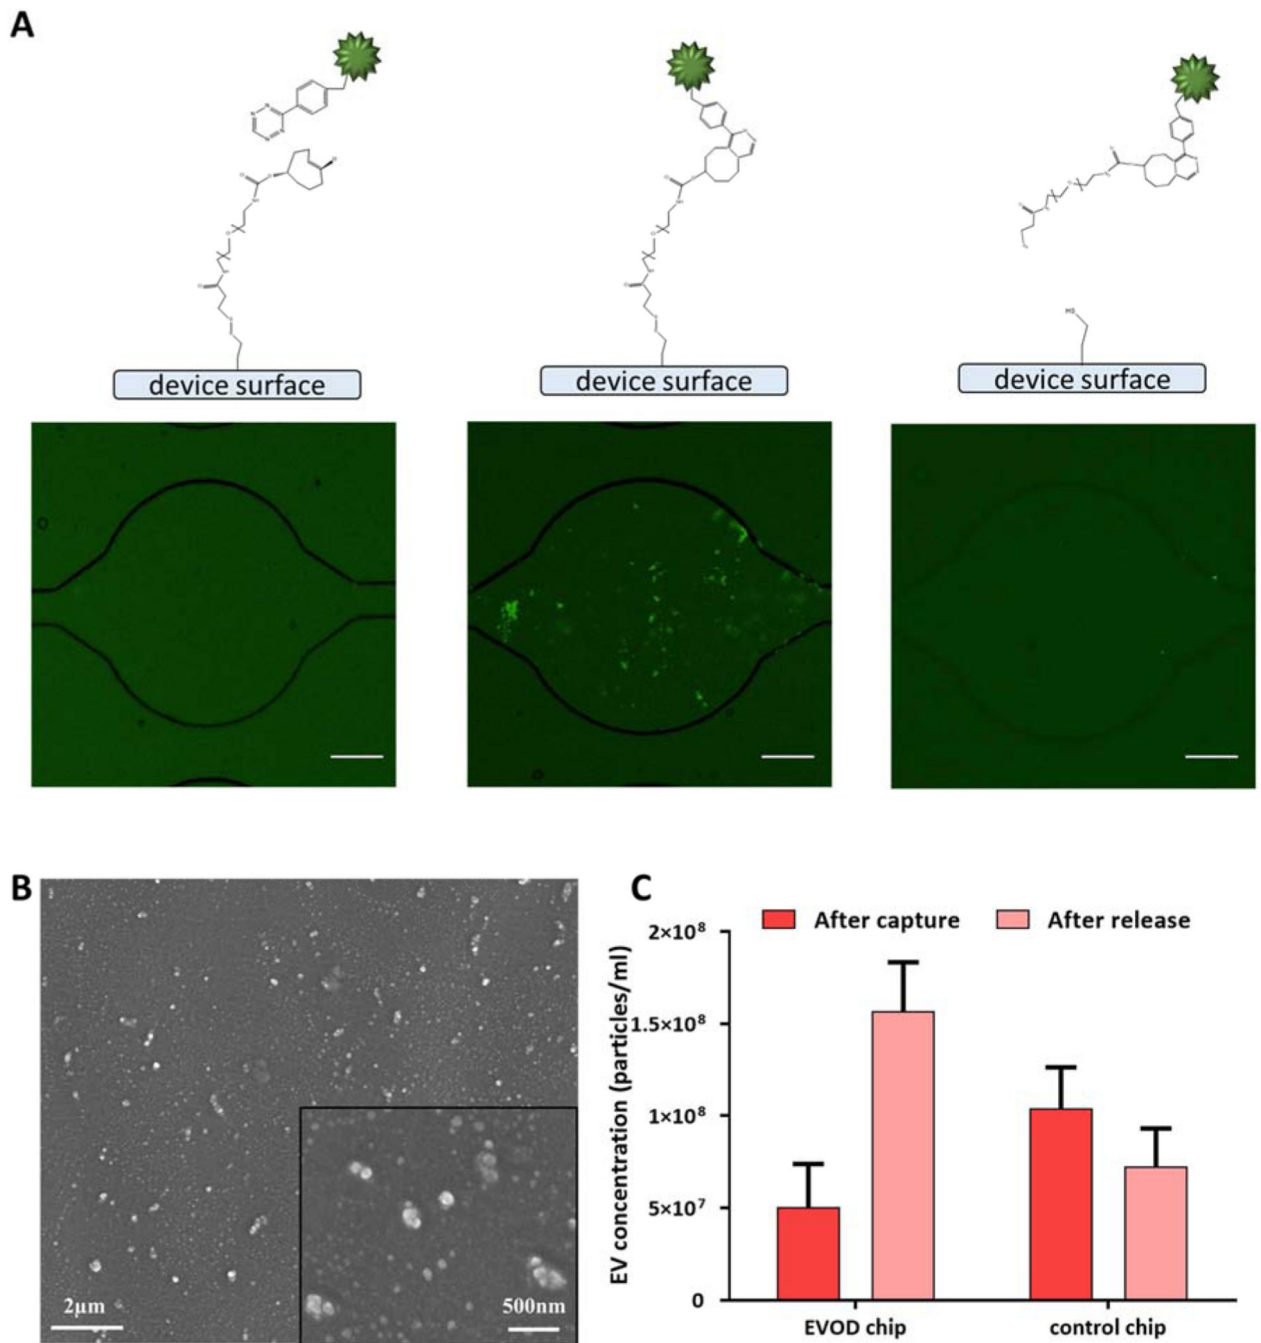 A
device surface
device surface
HS
device surface
B
2μm
500nm
C
After capture
After release
EV concentration (particles/ml)
2×10⁸
1.5×10⁸
1×10⁸
5×10⁷
0
EVOD chip
control chip